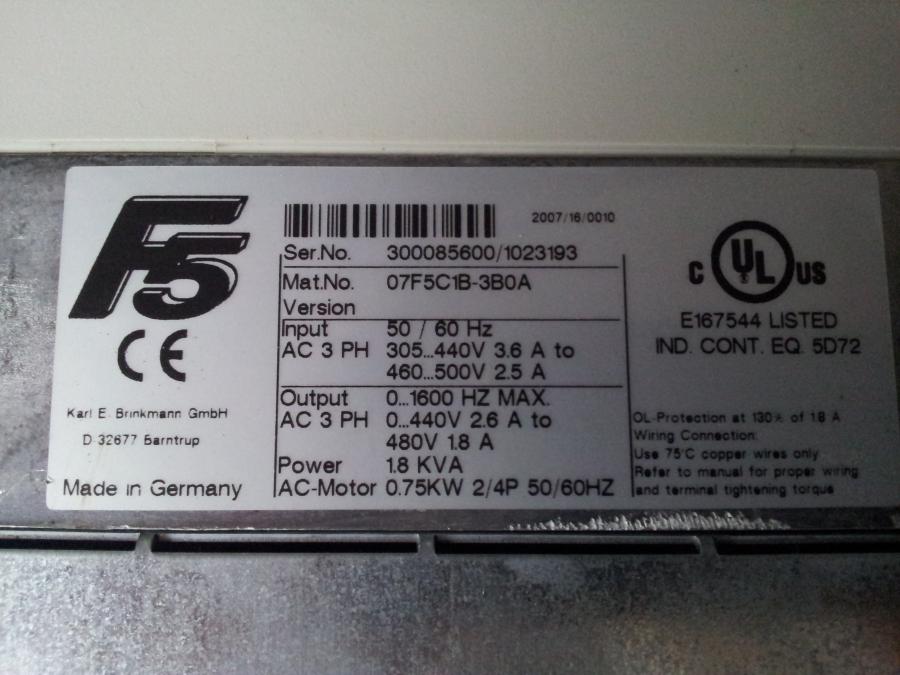 F5
CE
Karl E. Brinkmann GmbH
D-32677 Barntrup
Made in Germany
2007/16/0010
Ser.No. 300085600/1023193
Mat.No. 07F5C1B-3B0A
Version
Input 50 / 60 Hz
AC 3 PH 305...440V 3.6 A to
460...500V 2.5 A
Output 0...1600 HZ MAX.
AC 3 PH 0...440V 2.6 A to
480V 1.8 A
Power 1.8 KVA
AC-Motor 0.75KW 2/4P 50/60HZ
C UL US
E167544 LISTED
IND. CONT. EQ. 5D72
OL-Protection at 130% of 1.8 A
Wiring Connection:
Use 75°C copper wires only
Refer to manual for proper wiring
and terminal tightening torque